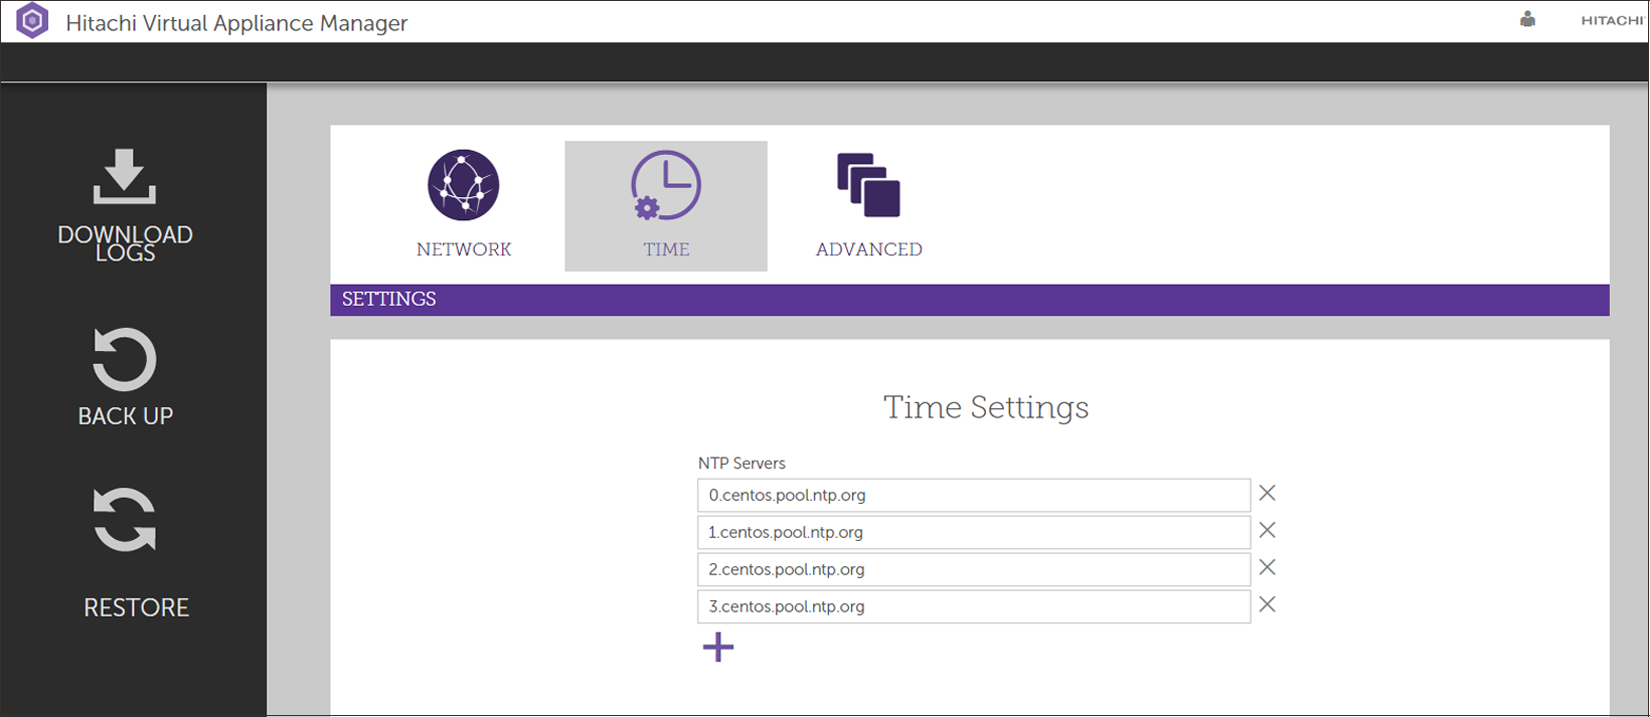 Hitachi Virtual Appliance Manager
HITACHI
DOWNLOAD
LOGS
BACK UP
RESTORE
NETWORK
TIME
ADVANCED
SETTINGS
Time Settings
NTP Servers
0.centos.pool.ntp.org
1.centos.pool.ntp.org
2.centos.pool.ntp.org
3.centos.pool.ntp.org